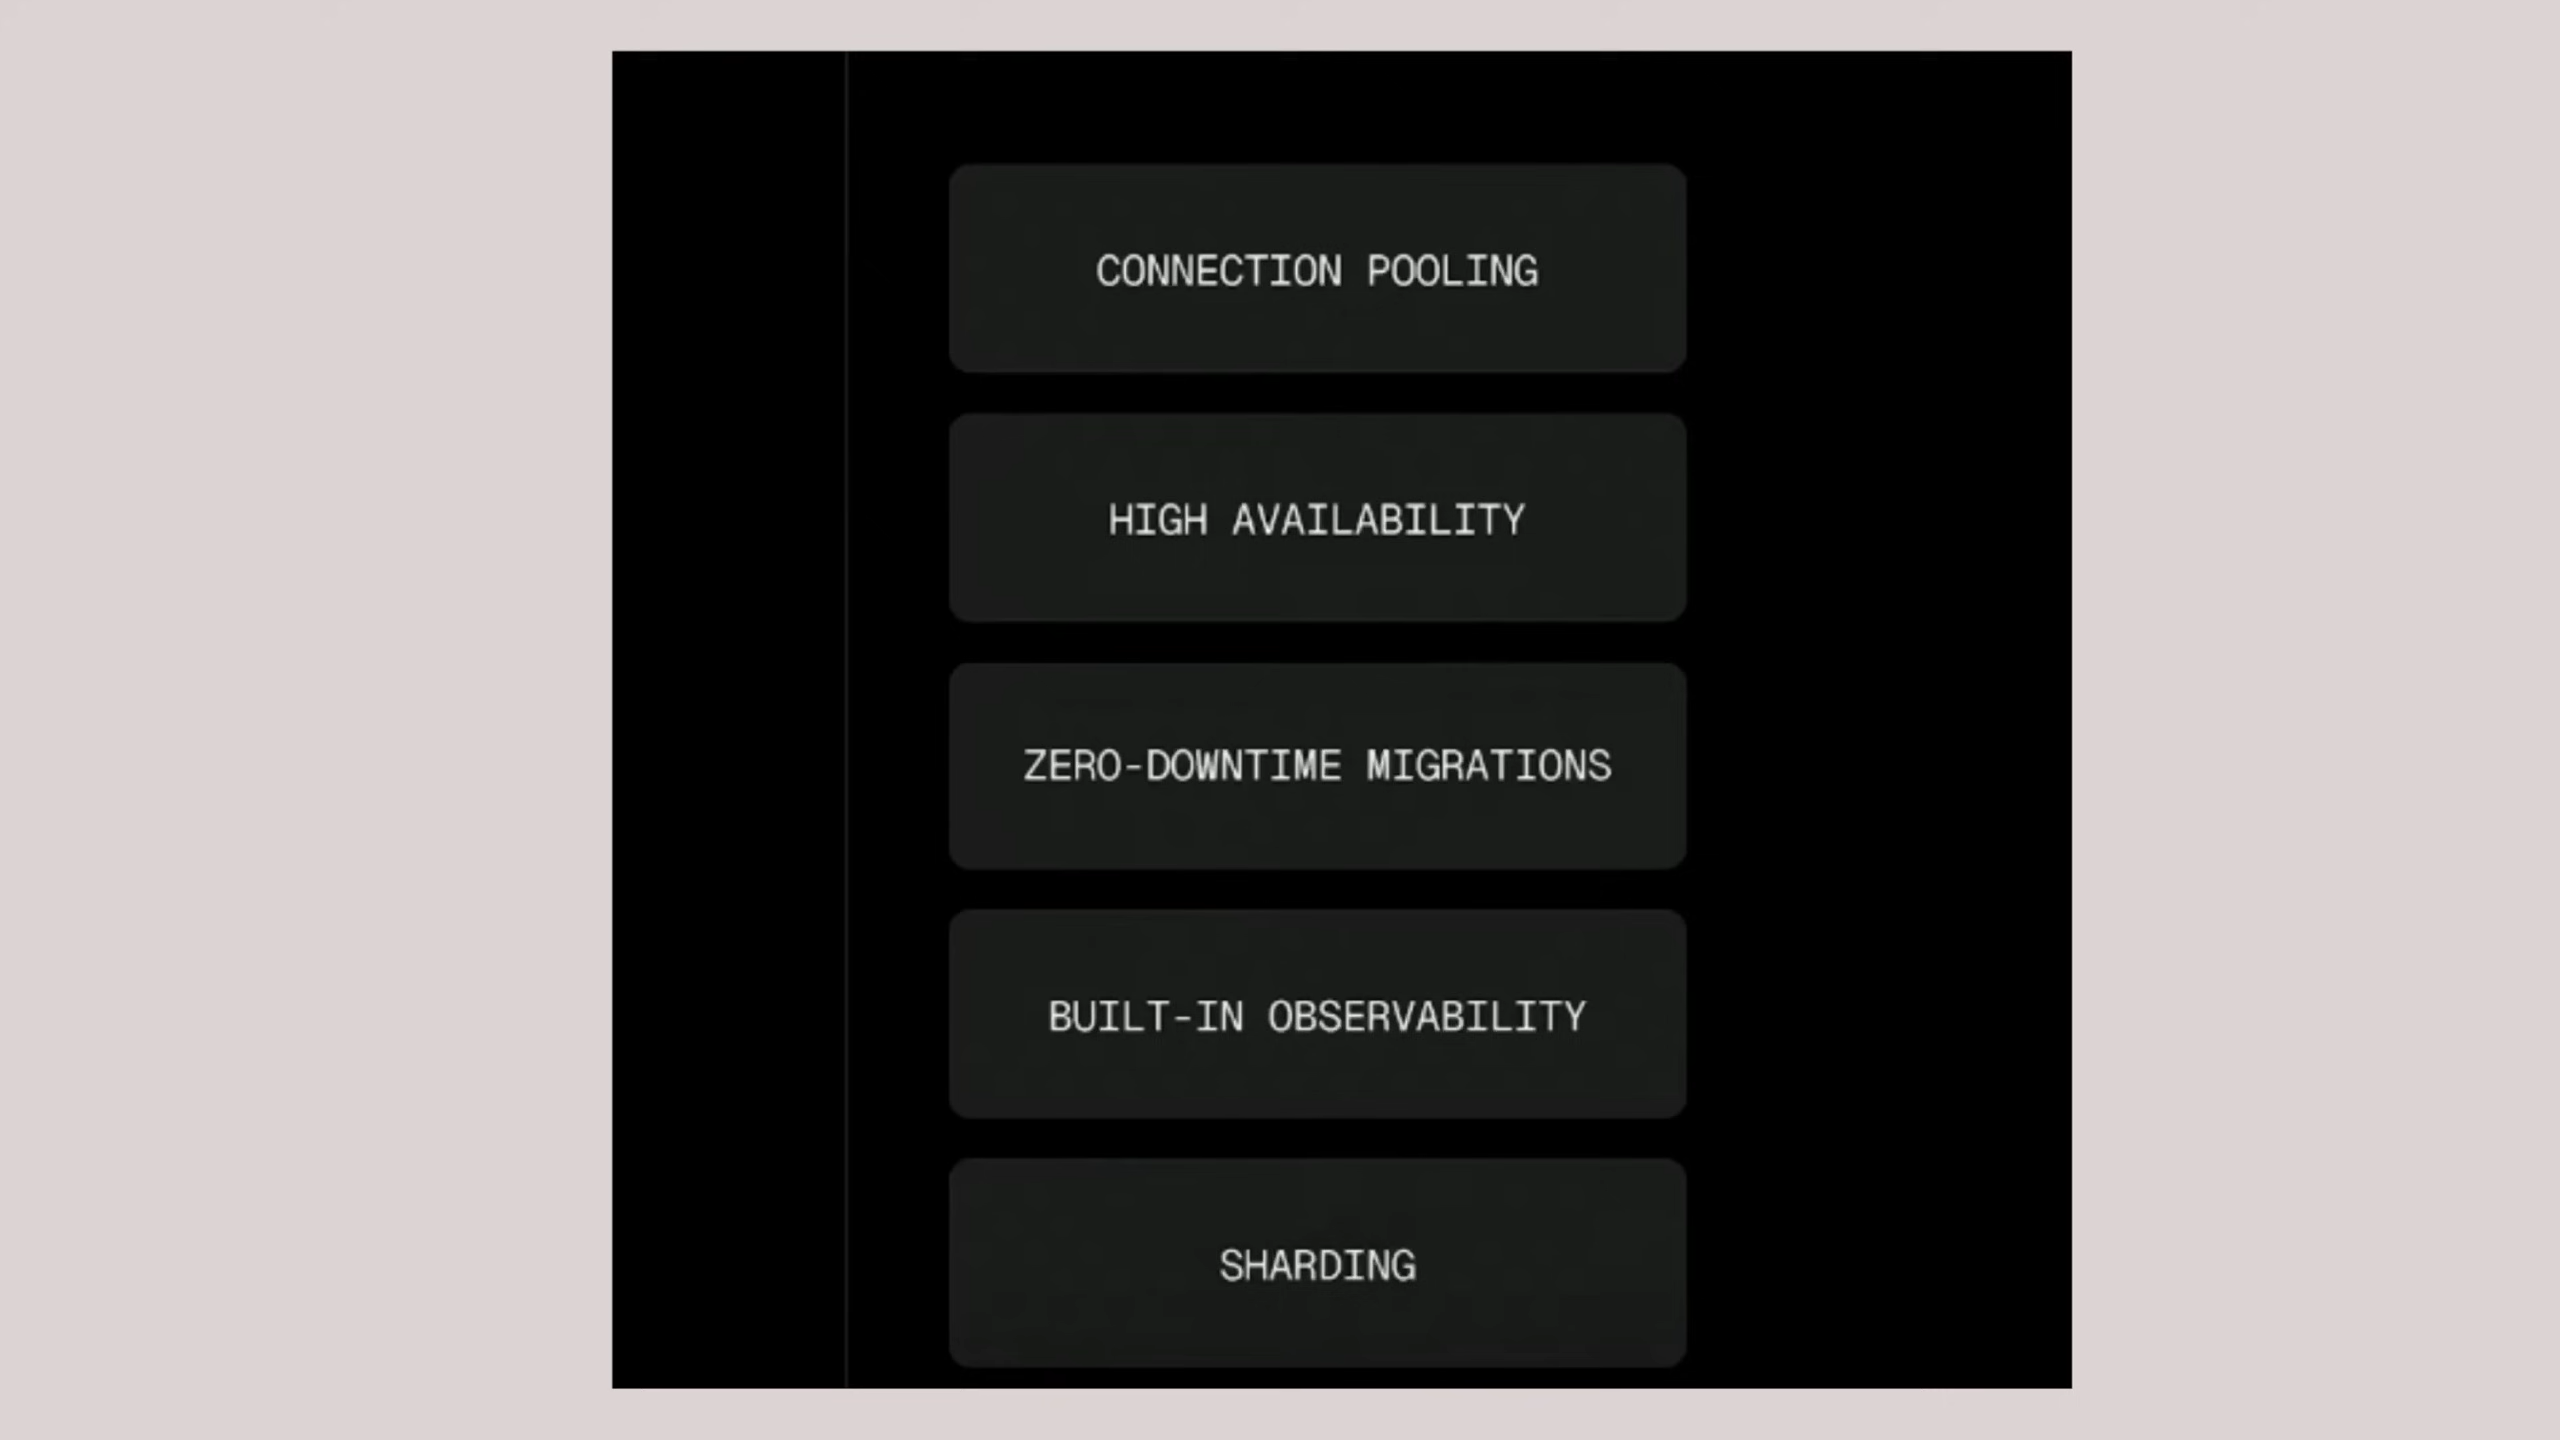 CONNECTION POOLING
HIGH AVAILABILITY
ZERO-DOWNTIME MIGRATIONS
BUILT-IN OBSERVABILITY
SHARDING